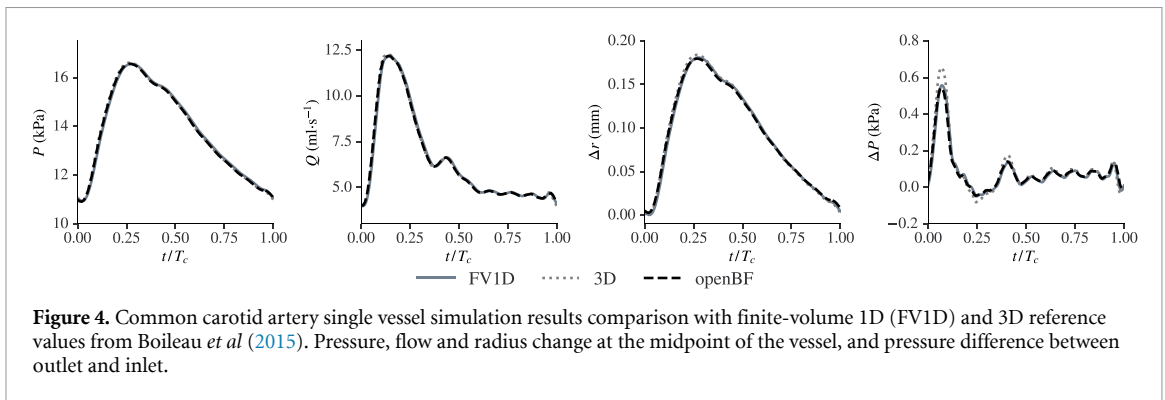 P (kPa)
16
14
12
10
0.00 0.25 0.50 0.75 1.00
t/Tc
Q (ml·s−1)
12.5
10.0
7.5
5.0
0.00 0.25 0.50 0.75 1.00
t/Tc
Δr (mm)
0.20
0.15
0.10
0.05
0.00
0.00 0.25 0.50 0.75 1.00
t/Tc
ΔP (kPa)
0.8
0.6
0.4
0.2
0.0
−0.2
0.00 0.25 0.50 0.75 1.00
t/Tc
FV1D 3D openBF
Figure 4. Common carotid artery single vessel simulation results comparison with finite-volume 1D (FV1D) and 3D reference
values from Boileau et al (2015). Pressure, flow and radius change at the midpoint of the vessel, and pressure difference between
outlet and inlet.